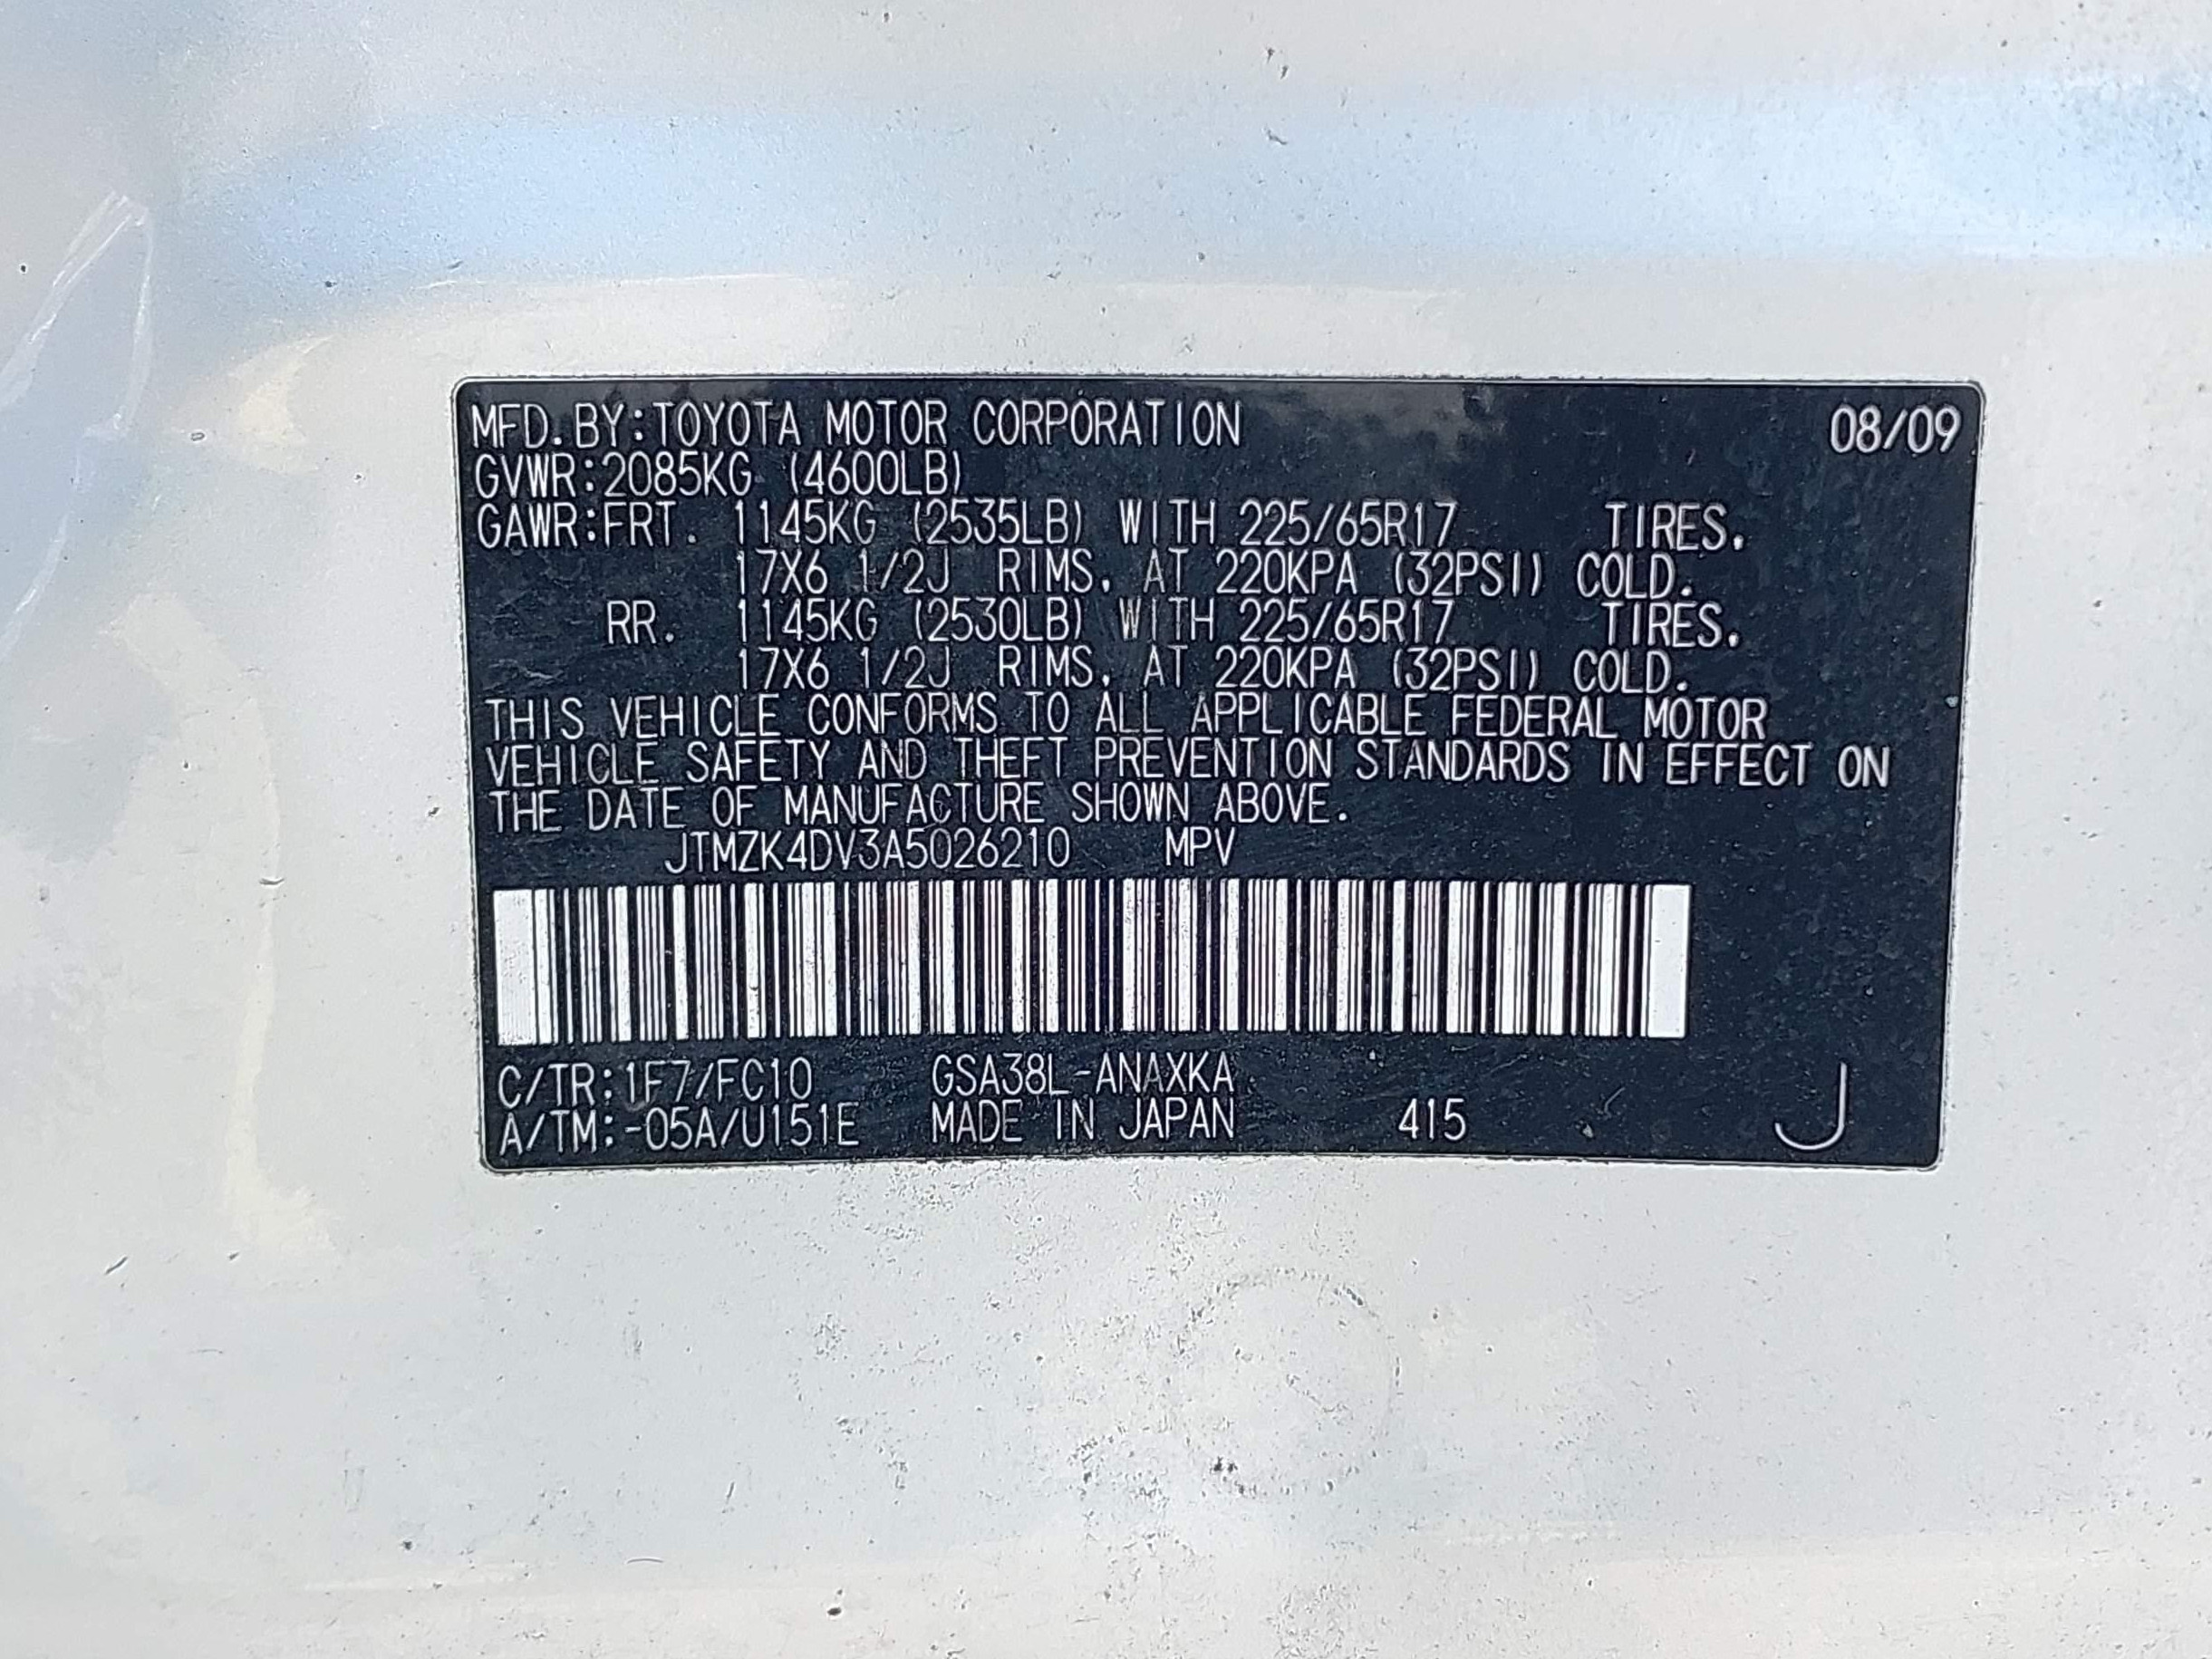 MFD.BY:TOYOTA MOTOR CORPORATION 08/09
GVWR:2085KG (4600LB)
GAWR:FRT. 1145KG (2535LB) WITH 225/65R17 TIRES.
17X6 1/2J RIMS, AT 220KPA (32PSI) COLD.
RR. 1145KG (2530LB) WITH 225/65R17 TIRES.
17X6 1/2J RIMS, AT 220KPA (32PSI) COLD.
THIS VEHICLE CONFORMS TO ALL APPLICABLE FEDERAL MOTOR
VEHICLE SAFETY AND THEFT PREVENTION STANDARDS IN EFFECT ON
THE DATE OF MANUFACTURE SHOWN ABOVE.
JTMZK4DV3A5026210 MPV
C/TR:1F7/FC10 GSA38L-ANAXKA
A/TM:-05A/U151E MADE IN JAPAN 415 J